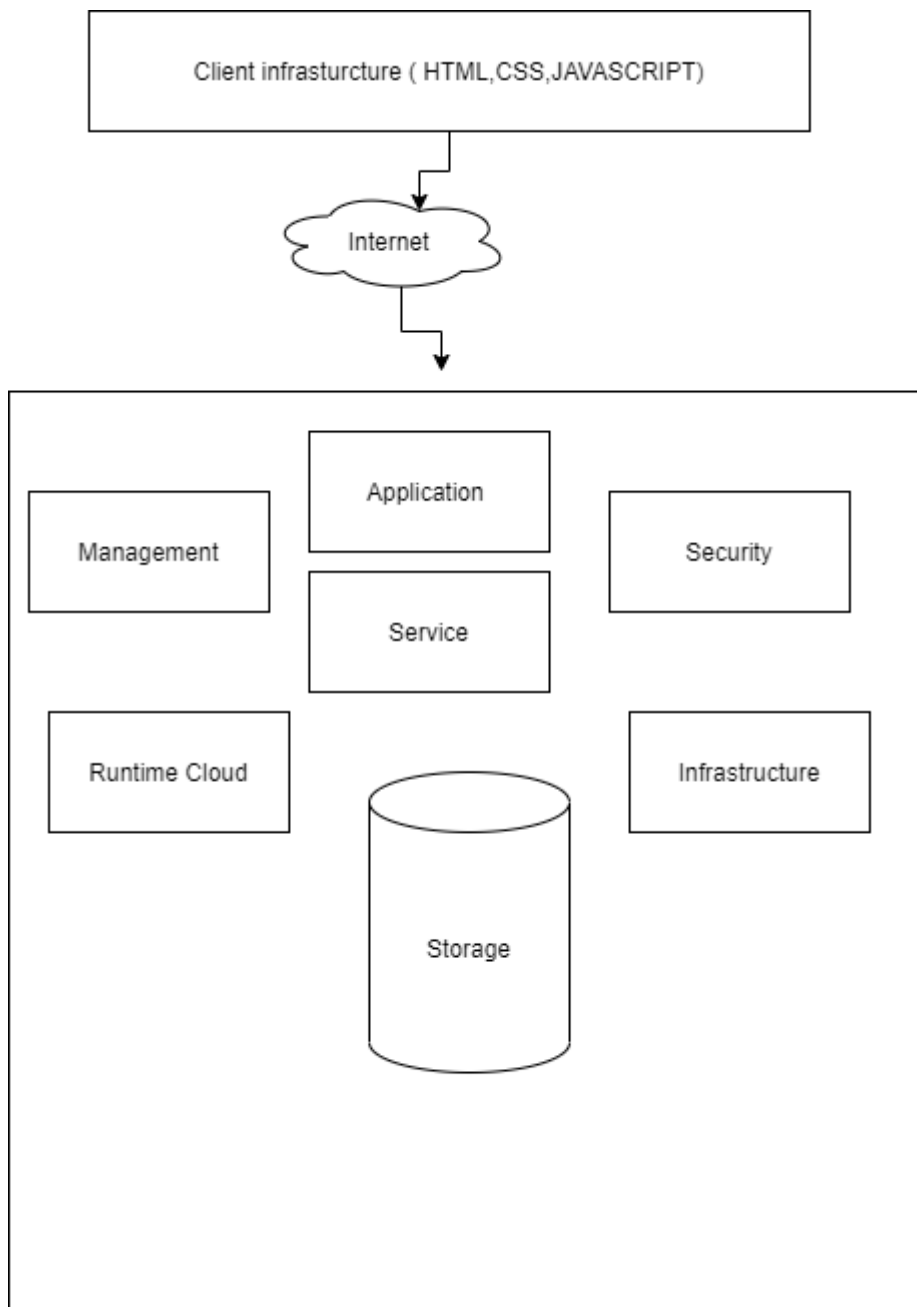 Client infrasturcture ( HTML,CSS,JAVASCRIPT)
Internet
Application
Management
Security
Service
Runtime Cloud
Infrastructure
Storage